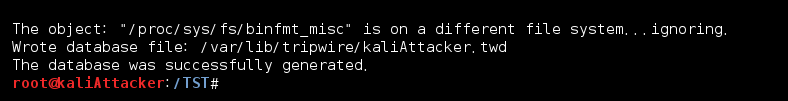 The object: "/proc/sys/fs/binfmt_misc" is on a different file system...ignoring.
Wrote database file: /var/lib/tripwire/kaliAttacker.twd
The database was successfully generated.
root@kaliAttacker:/TST#